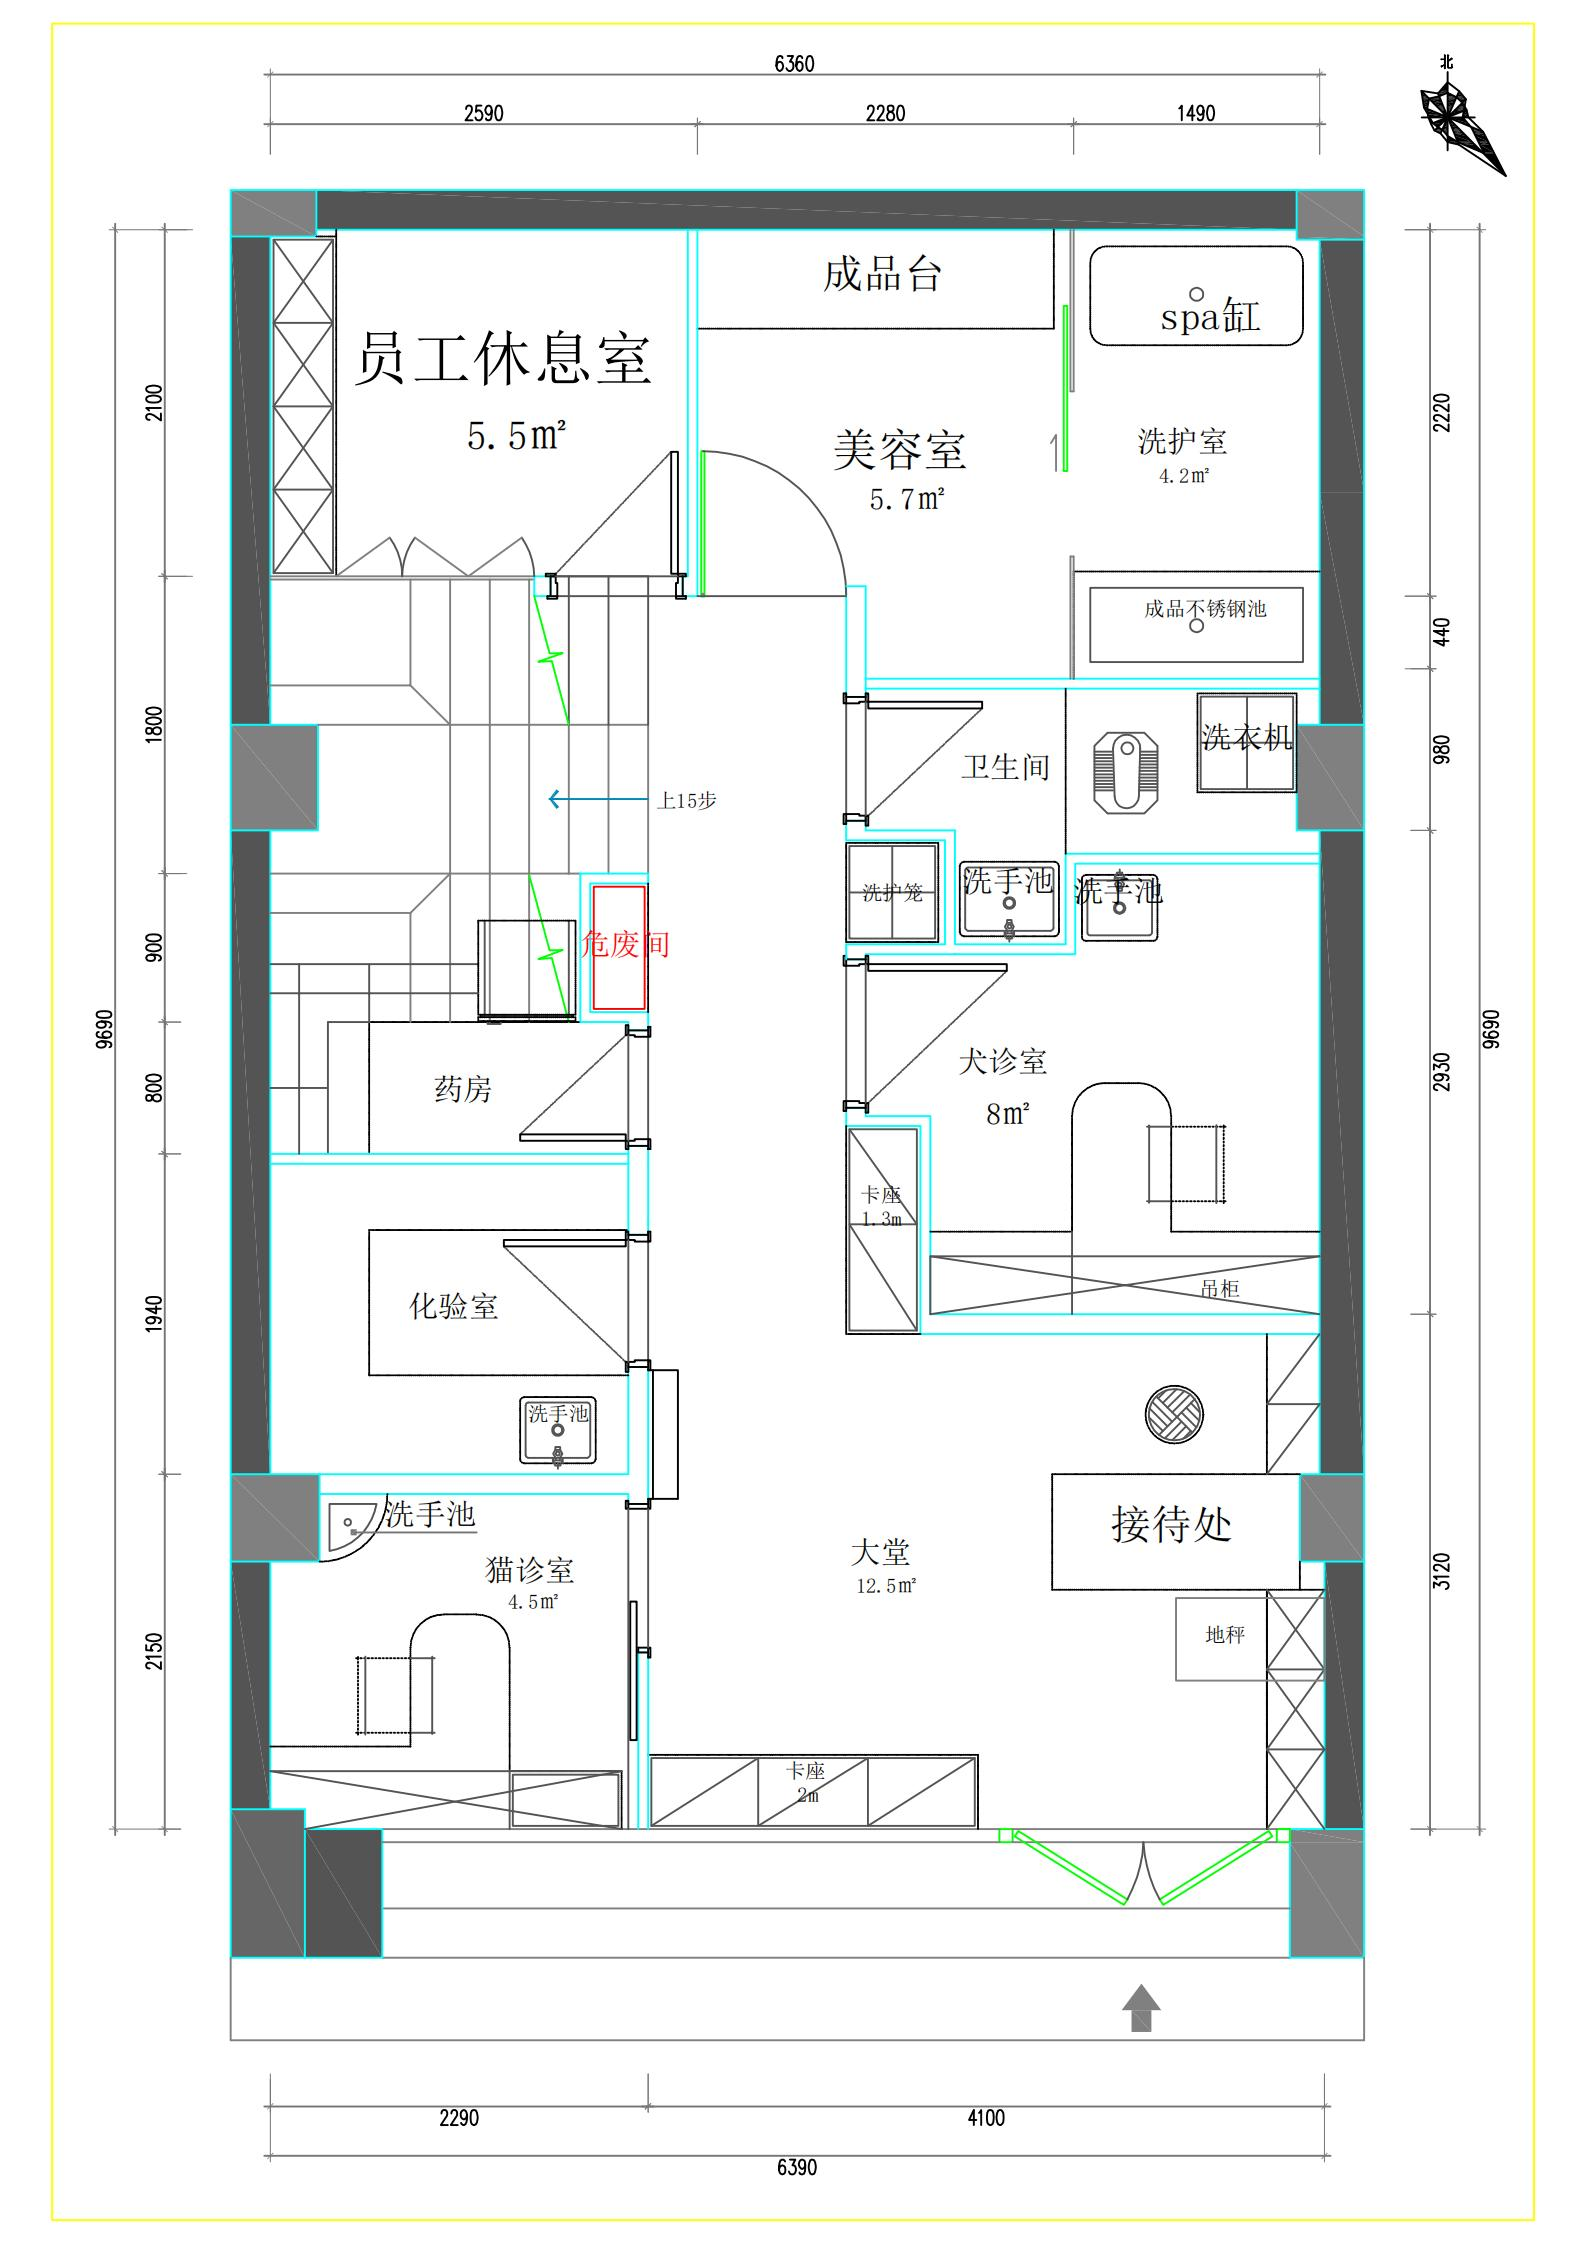 北
6360
2590
2280
1490
成品台
spa缸
员工休息室
5.5㎡
美容室
5.7㎡
洗护室
4.2㎡
成品不锈钢池
2100
2220
440
1800
980
卫生间
洗衣机
上15步
洗护笼
洗手池
洗手池
危废间
900
9690
9690
800
药房
犬诊室
8㎡
2930
卡座
1.3m
吊柜
1940
化验室
洗手池
洗手池
接待处
大堂
12.5㎡
猫诊室
4.5㎡
3120
地秤
2150
卡座
2m
2290
4100
6390